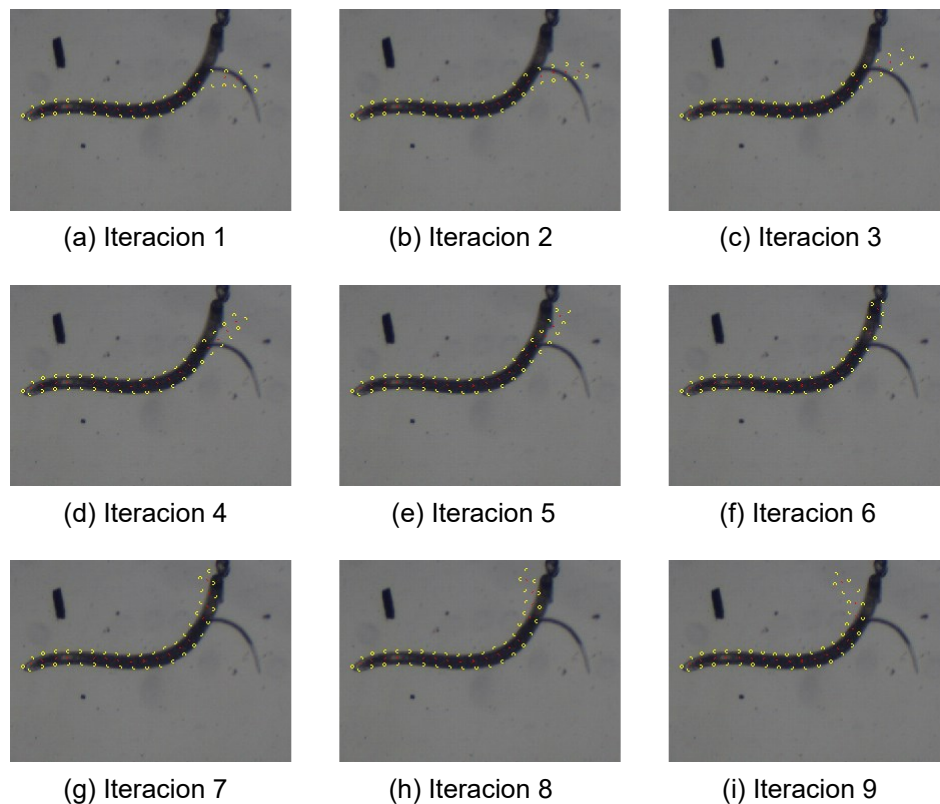 (a) Iteracion 1
(b) Iteracion 2
(c) Iteracion 3
(d) Iteracion 4
(e) Iteracion 5
(f) Iteracion 6
(g) Iteracion 7
(h) Iteracion 8
(i) Iteracion 9